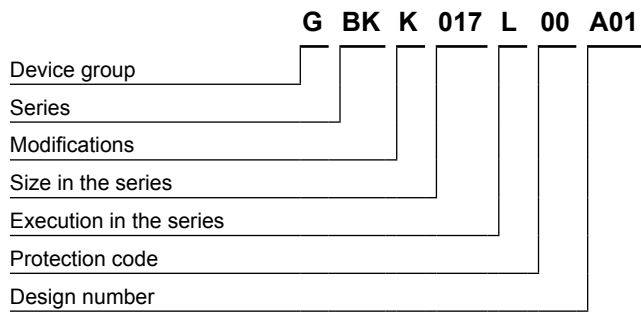 G BK K 017 L 00 A01
Device group
Series
Modifications
Size in the series
Execution in the series
Protection code
Design number